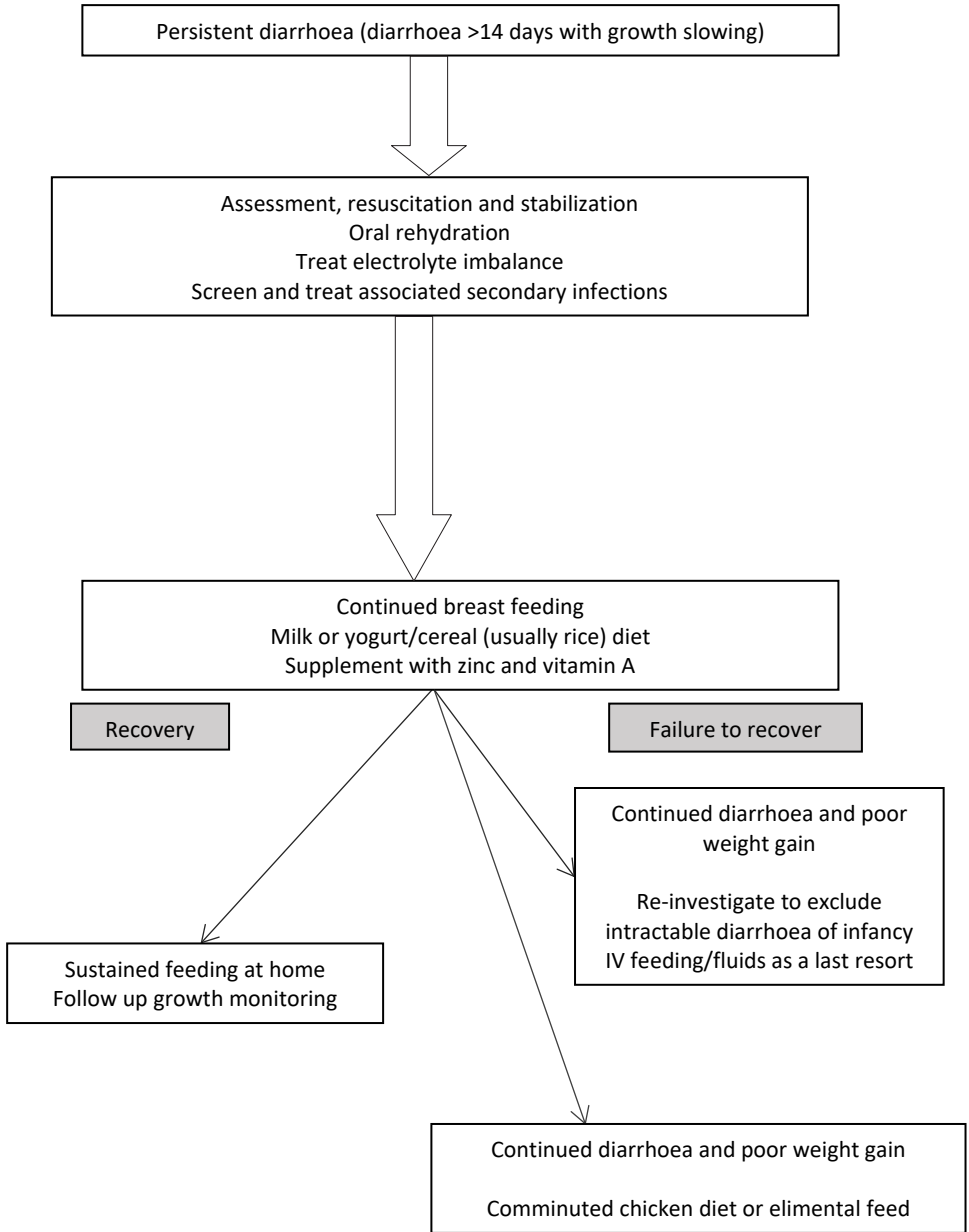 Persistent diarrhoea (diarrhoea >14 days with growth slowing)
Assessment, resuscitation and stabilization
Oral rehydration
Treat electrolyte imbalance
Screen and treat associated secondary infections
Continued breast feeding
Milk or yogurt/cereal (usually rice) diet
Supplement with zinc and vitamin A
Recovery
Failure to recover
Continued diarrhoea and poor
weight gain
Re-investigate to exclude
intractable diarrhoea of infancy
IV feeding/fluids as a last resort
Sustained feeding at home
Follow up growth monitoring
Continued diarrhoea and poor weight gain
Comminuted chicken diet or elimental feed